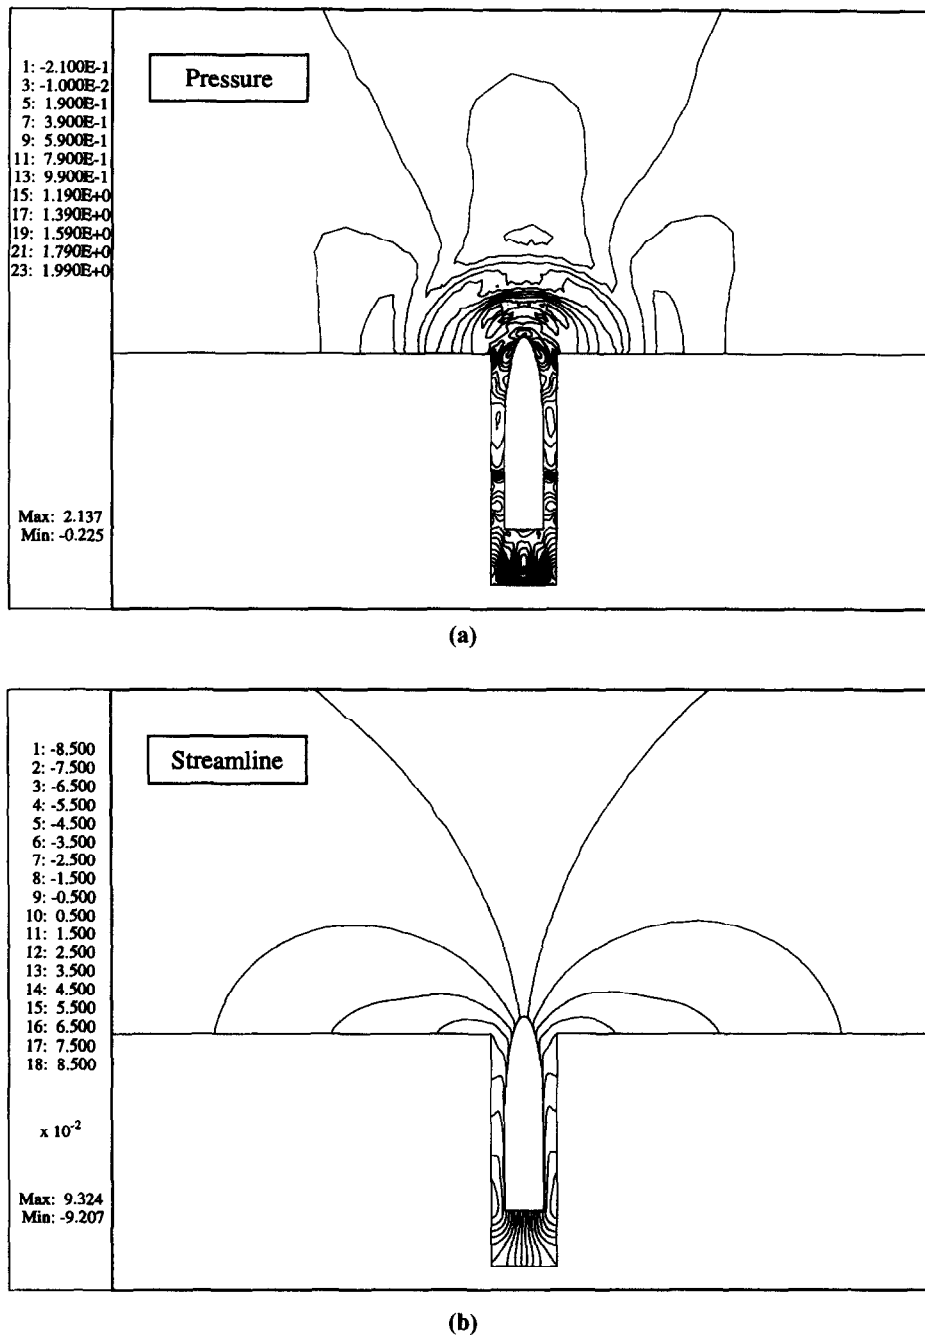 Pressure
1: -2.100E-1
3: -1.000E-2
5: 1.900E-1
7: 3.900E-1
9: 5.900E-1
11: 7.900E-1
13: 9.900E-1
15: 1.190E+0
17: 1.390E+0
19: 1.590E+0
21: 1.790E+0
23: 1.990E+0
Max: 2.137
Min: -0.225
(a)
Streamline
1: -8.500
2: -7.500
3: -6.500
4: -5.500
5: -4.500
6: -3.500
7: -2.500
8: -1.500
9: -0.500
10: 0.500
11: 1.500
12: 2.500
13: 3.500
14: 4.500
15: 5.500
16: 6.500
17: 7.500
18: 8.500
x 10⁻²
Max: 9.324
Min: -9.207
(b)